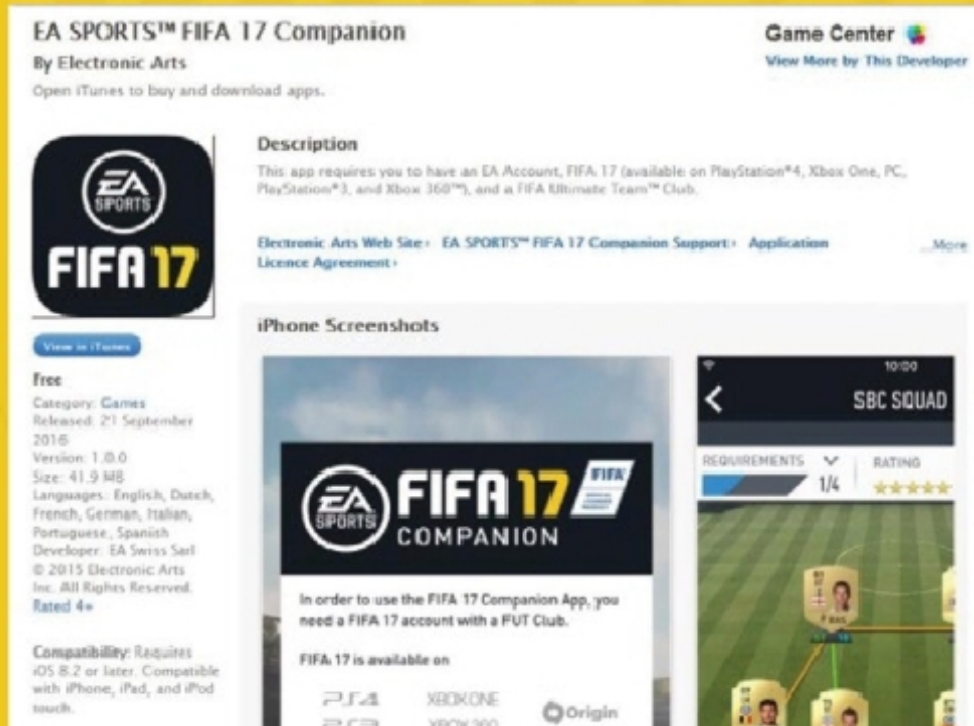 EA SPORTS™ FIFA 17 Companion
By Electronic Arts
Open iTunes to buy and download apps.
Game Center
View More by This Developer
EA
SPORTS
FIFA 17
View in iTunes
Free
Category: Games
Released: 21 September
2016
Version: 1.0.0
Size: 41.9 MB
Languages: English, Dutch,
French, German, Italian,
Portuguese, Spanish
Developer: EA Swiss Sarl
© 2015 Electronic Arts
Inc. All Rights Reserved.
Rated 4+
Compatibility: Requires
iOS 8.2 or later. Compatible
with iPhone, iPad, and iPod
touch.
Description
This app requires you to have an EA Account, FIFA 17 (available on PlayStation®4, Xbox One, PC,
PlayStation®3, and Xbox 360™), and a FIFA Ultimate Team™ Club.
Electronic Arts Web Site› EA SPORTS™ FIFA 17 Companion Support› Application
Licence Agreement›
...More
iPhone Screenshots
EA
SPORTS
FIFA 17
FIFA
COMPANION
In order to use the FIFA 17 Companion App, you
need a FIFA 17 account with a FUT Club.
FIFA 17 is available on
PS4 XBOX ONE
Origin
PS3 XBOX 360
10:00
SBC SQUAD
REQUIREMENTS
1/4
RATING